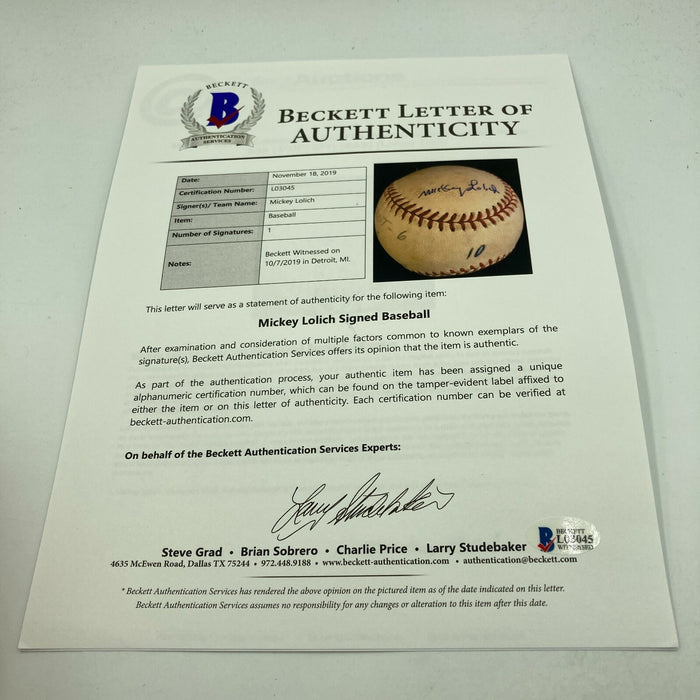 BECKETT
B
AUTHENTICATION
SERVICES
BECKETT LETTER OF
AUTHENTICITY
Date: November 18, 2019
Certification Number: L03045
Signer(s)/ Team Name: Mickey Lolich
Item: Baseball
Number of Signatures: 1
Notes: Beckett Witnessed on
10/7/2019 in Detroit, MI.
Mickey Lolich
6
10
This letter will serve as a statement of authenticity for the following item:
Mickey Lolich Signed Baseball
After examination and consideration of multiple factors common to known exemplars of the
signature(s), Beckett Authentication Services offers its opinion that the item is authentic.
As part of the authentication process, your authentic item has been assigned a unique
alphanumeric certification number, which can be found on the tamper-evident label affixed to
either the item or on this letter of authenticity. Each certification number can be verified at
beckett-authentication.com.
On behalf of the Beckett Authentication Services Experts:
Larry Studebaker
Steve Grad • Brian Sobrero • Charlie Price • Larry Studebaker
4635 McEwen Road, Dallas TX 75244 • 972.448.9188 • www.beckett-authentication.com • authentication@beckett.com
B BECKETT
L03045
WITNESSED
* Beckett Authentication Services has rendered the above opinion on the pictured item as of the date indicated on this letter.
Beckett Authentication Services assumes no responsibility for any changes or alteration to this item after this date.